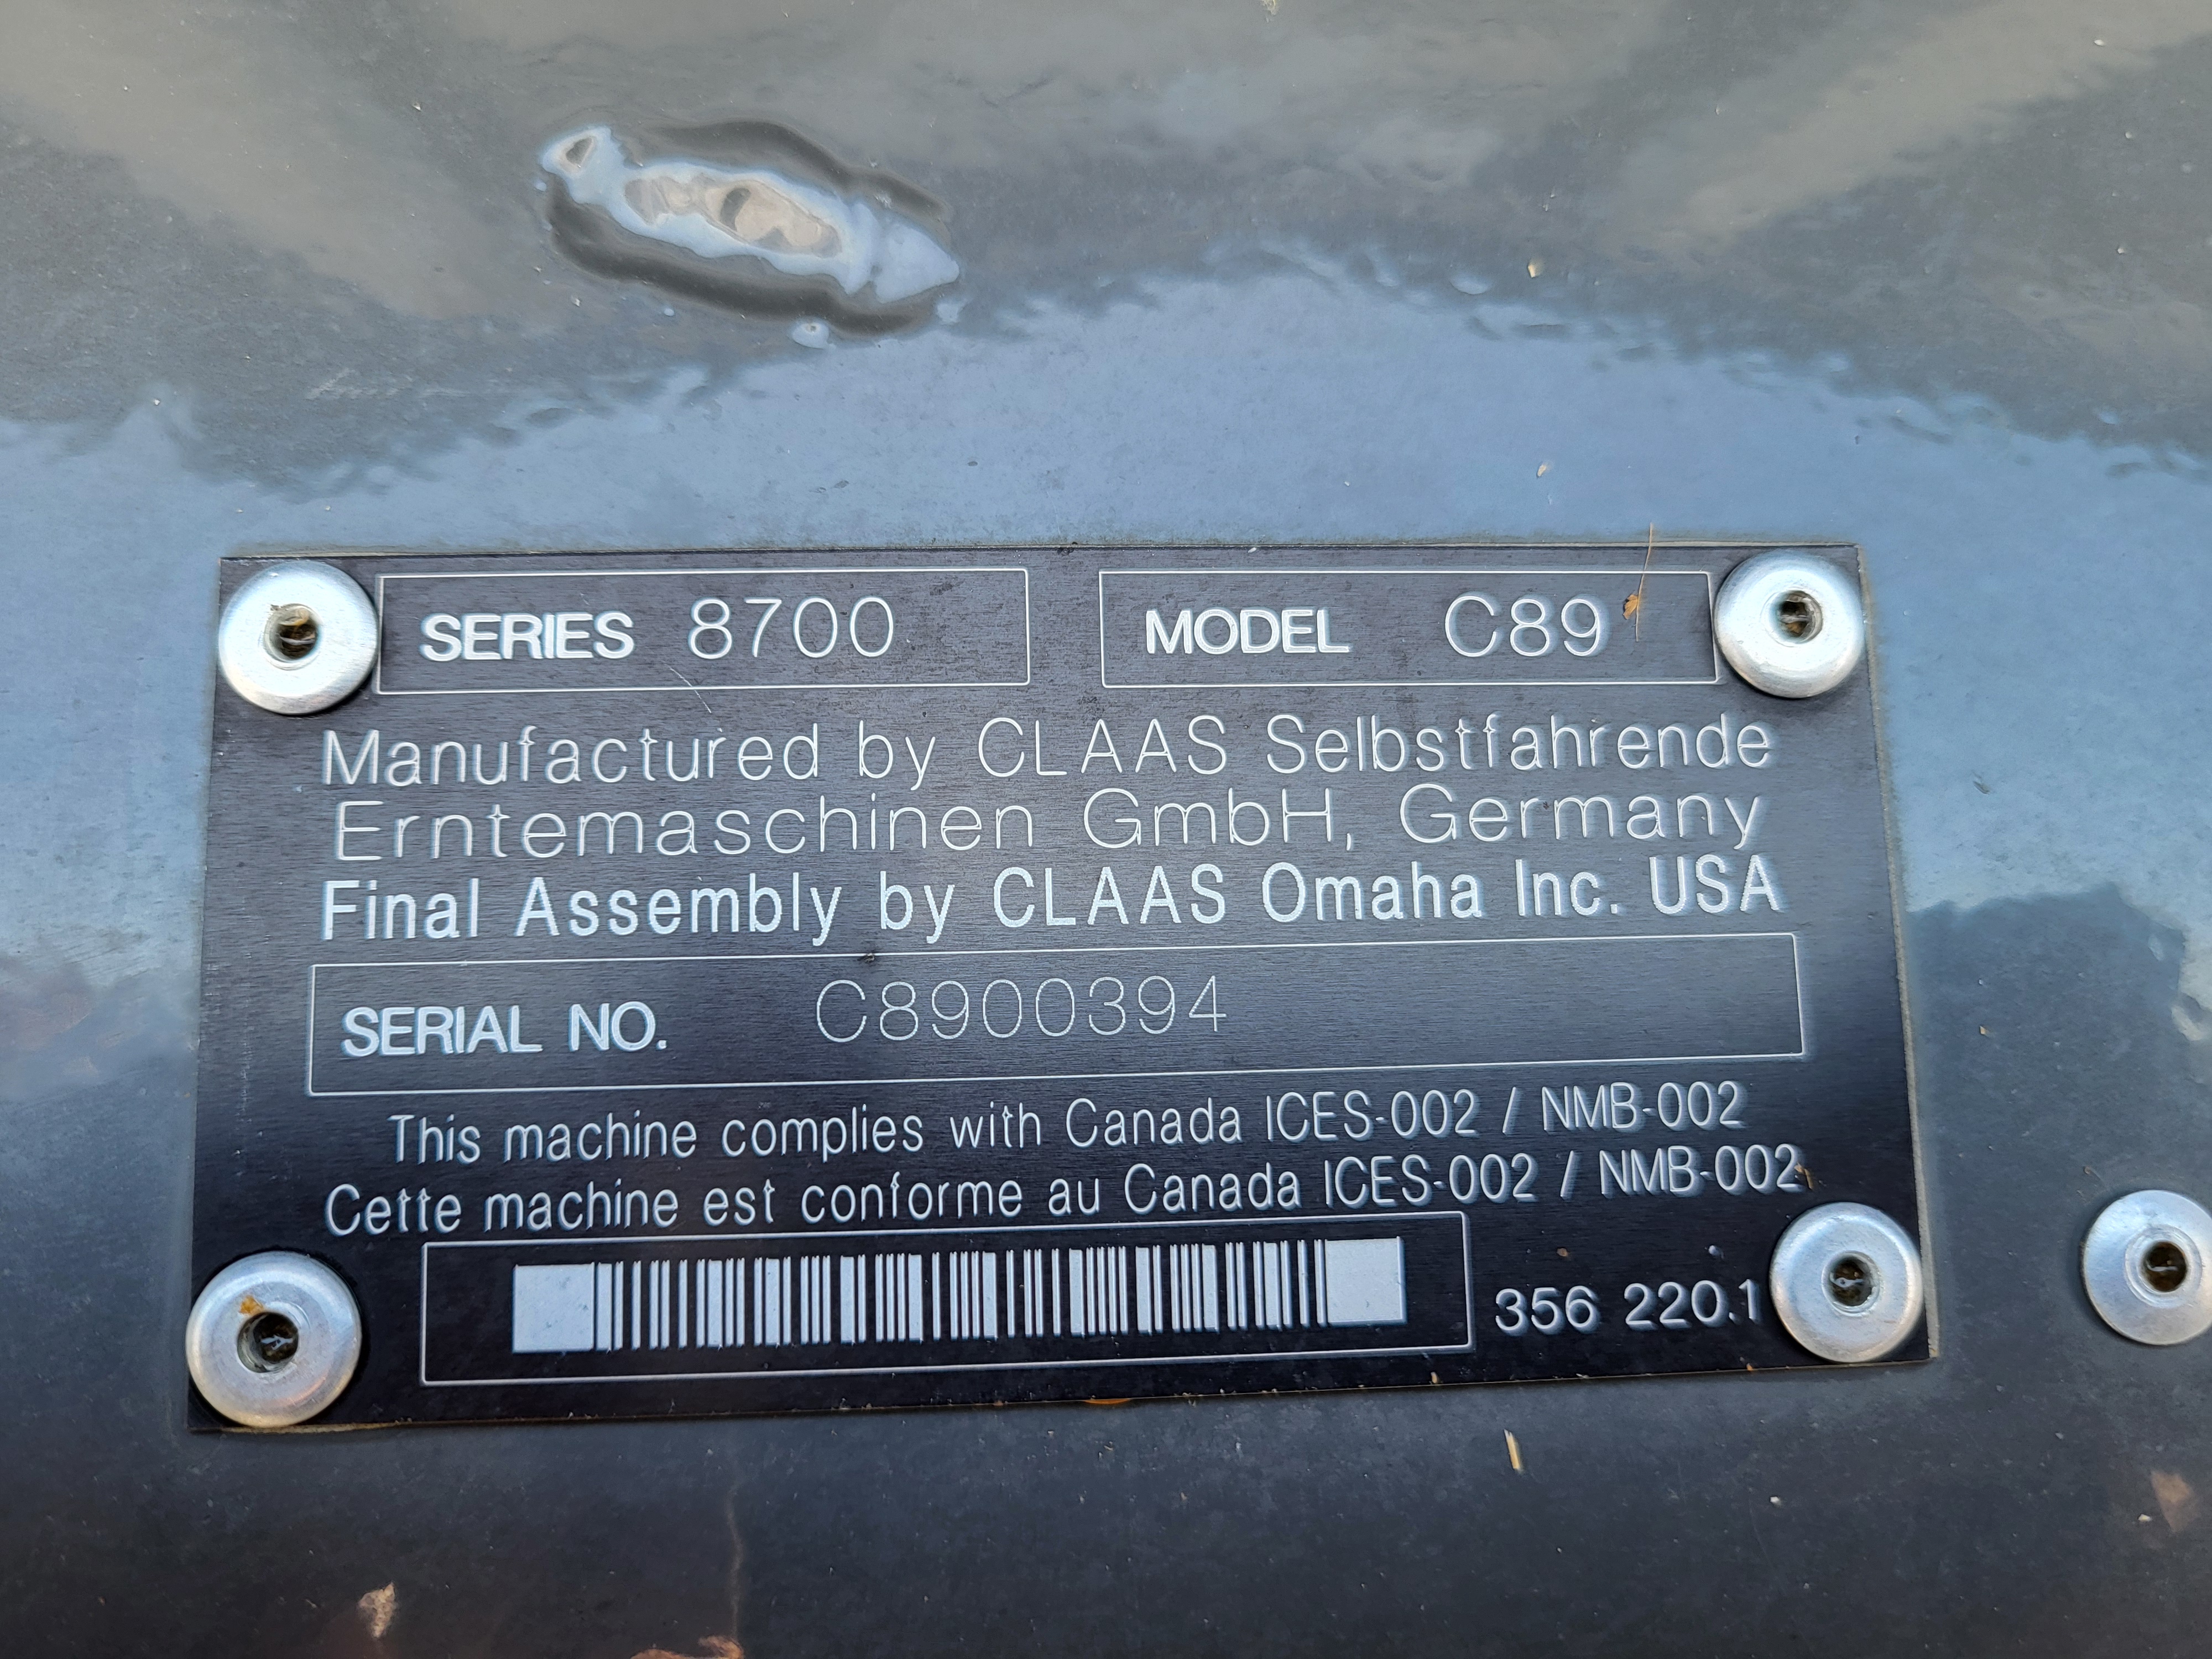 SERIES 8700 MODEL C89
Manufactured by CLAAS Selbstfahrende
Erntemaschinen GmbH, Germany
Final Assembly by CLAAS Omaha Inc. USA
SERIAL NO. C8900394
This machine complies with Canada ICES-002 / NMB-002
Cette machine est conforme au Canada ICES-002 / NMB-002
356 220.1